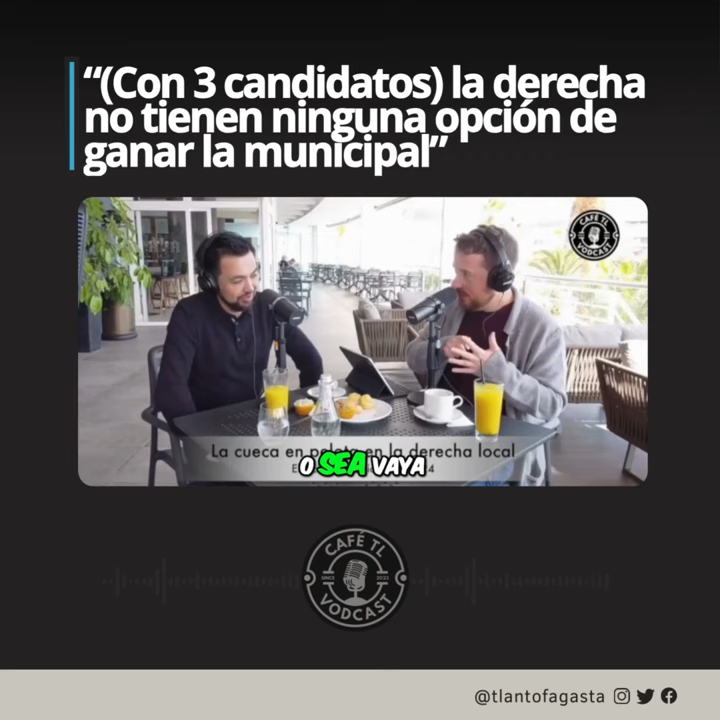 “(Con 3 candidatos) la derecha
no tienen ninguna opción de
ganar la municipal”
CAFÉ TL
VODCAST
La cueca en pelota en la derecha local
O SEA VAYA
CAFÉ TL
SINCE 2023
VODCAST
@tlantofagasta